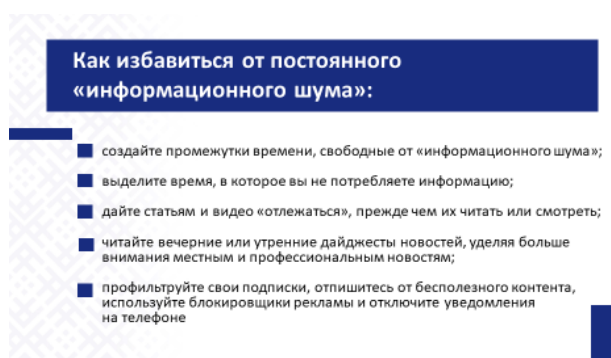 Как избавиться от постоянного
«информационного шума»:
создайте промежутки времени, свободные от «информационного шума»;
выделите время, в которое вы не потребляете информацию;
дайте статьям и видео «отлежаться», прежде чем их читать или смотреть;
читайте вечерние или утренние дайджесты новостей, уделяя больше
внимания местным и профессиональным новостям;
профильтруйте свои подписки, отпишитесь от бесполезного контента,
используйте блокировщики рекламы и отключите уведомления
на телефоне